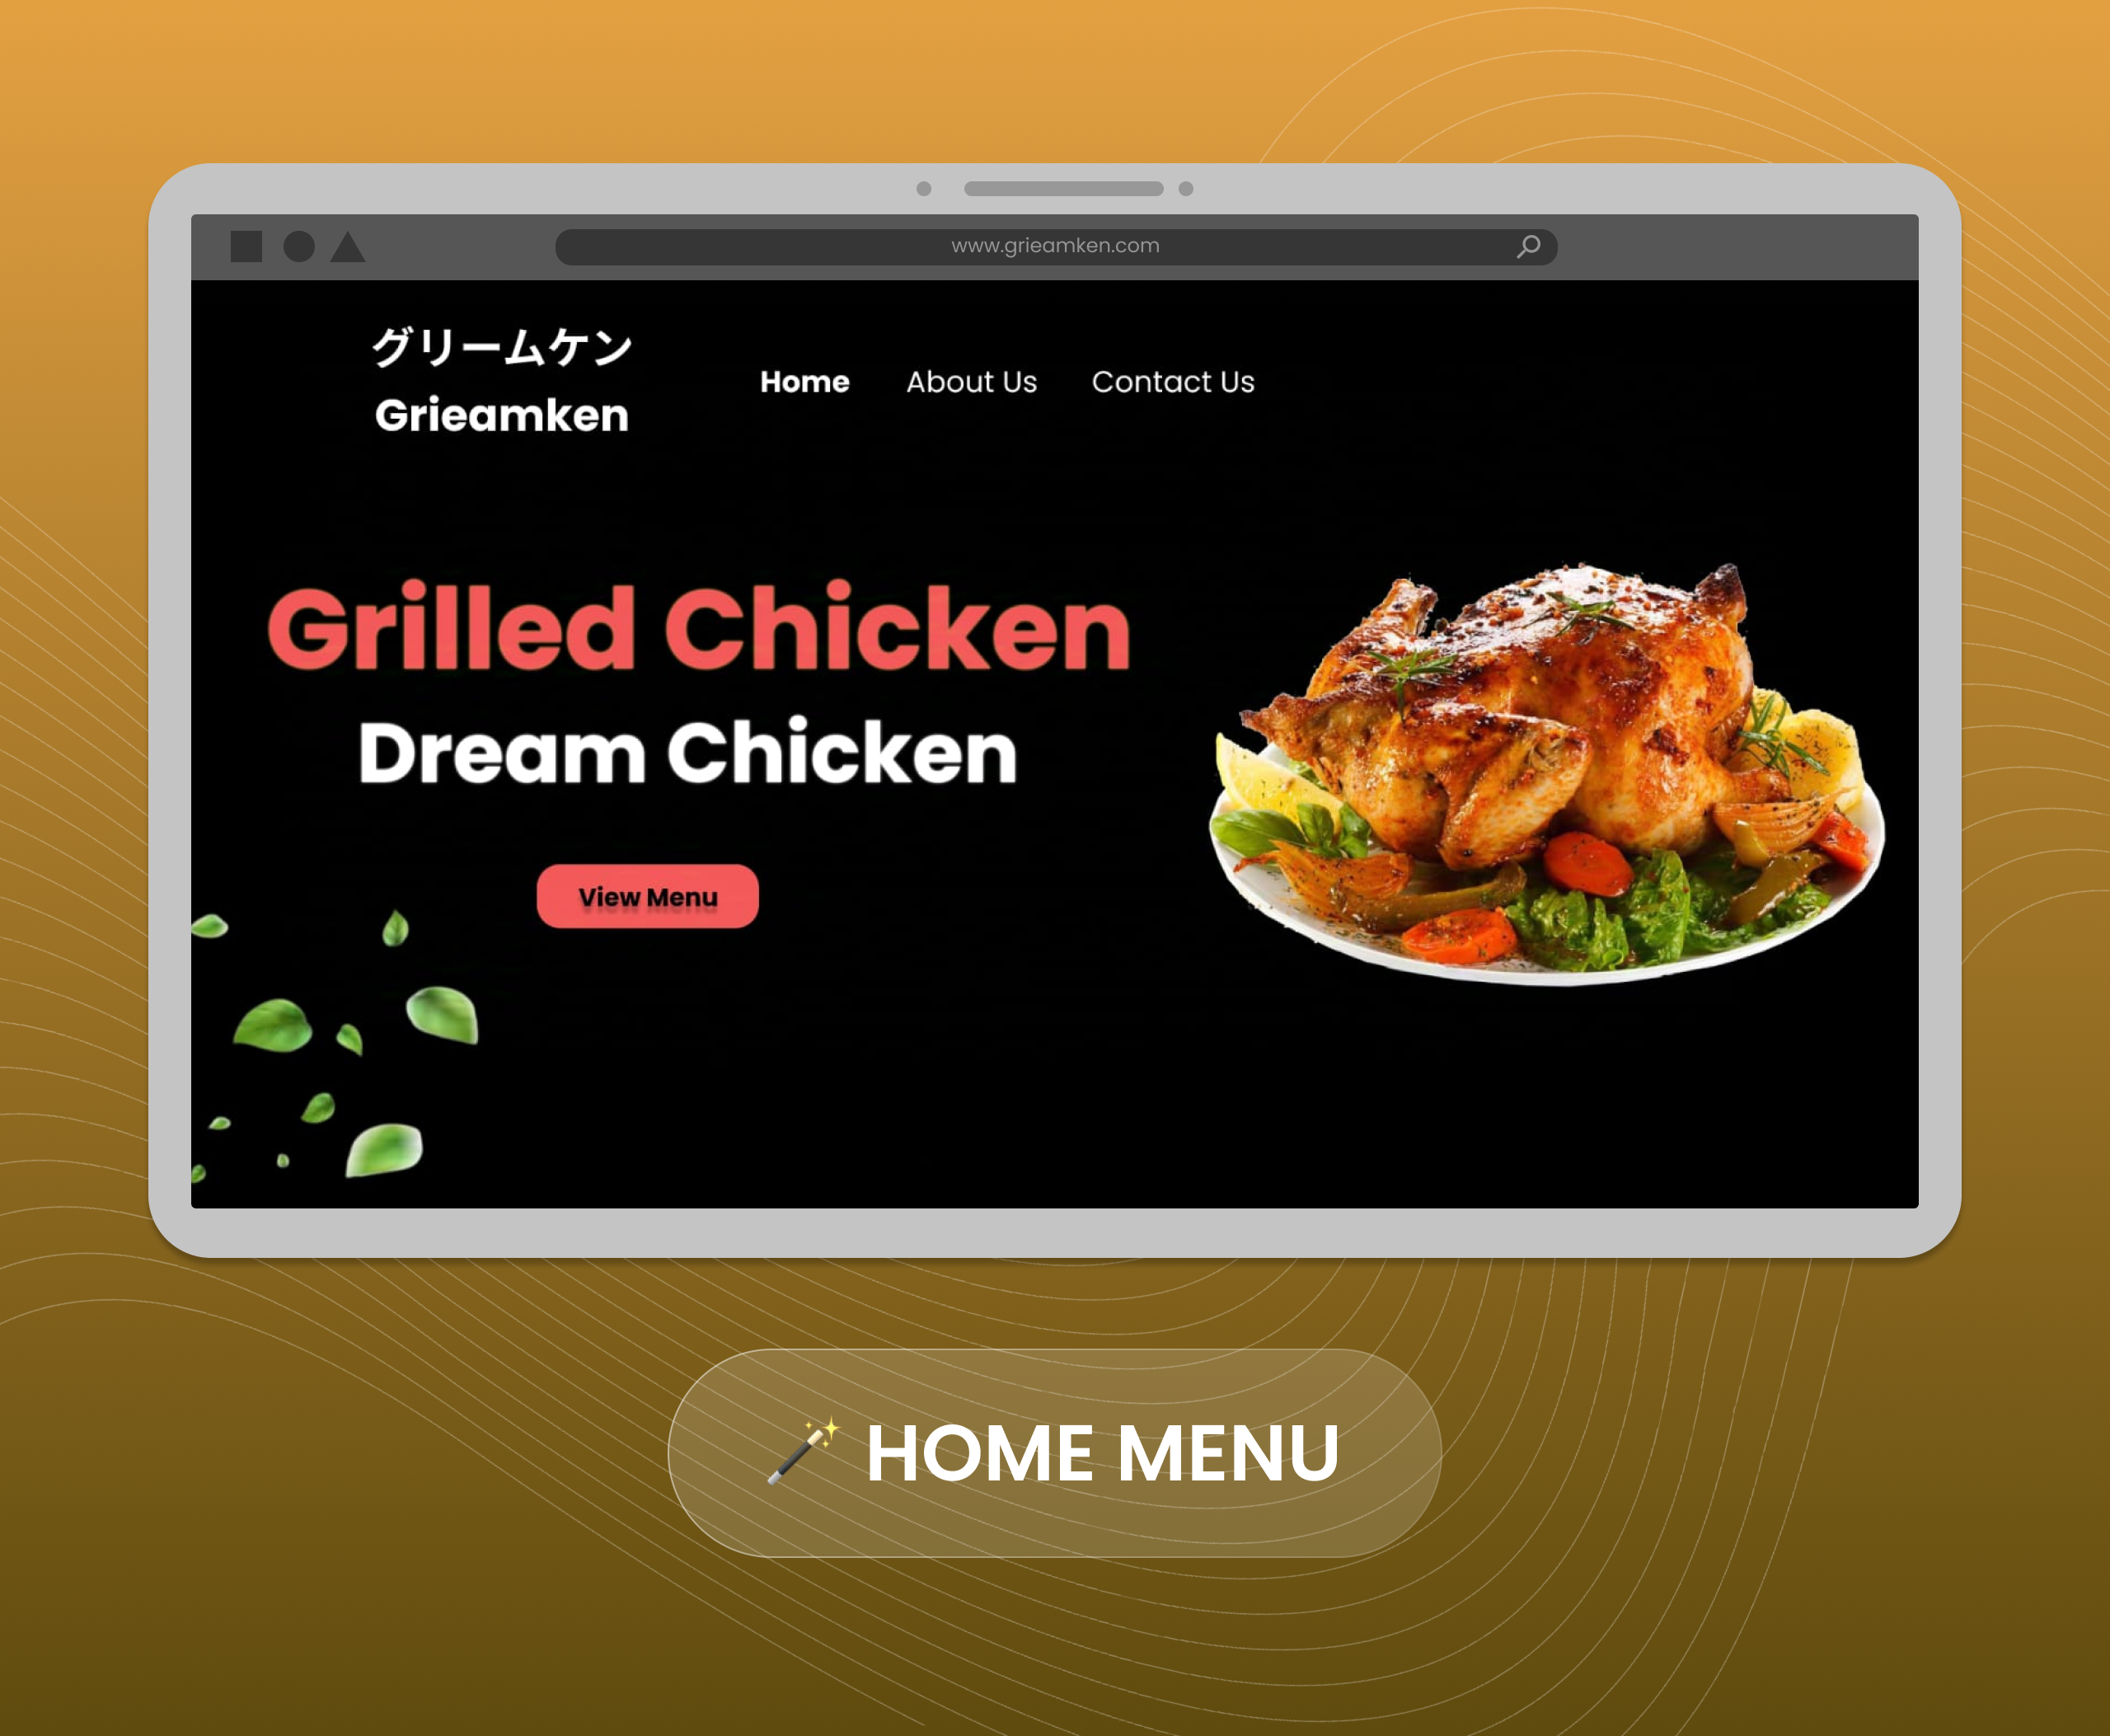 www.grieamken.com
グリームケン
Grieamken
Home About Us Contact Us
Grilled Chicken
Dream Chicken
View Menu
HOME MENU